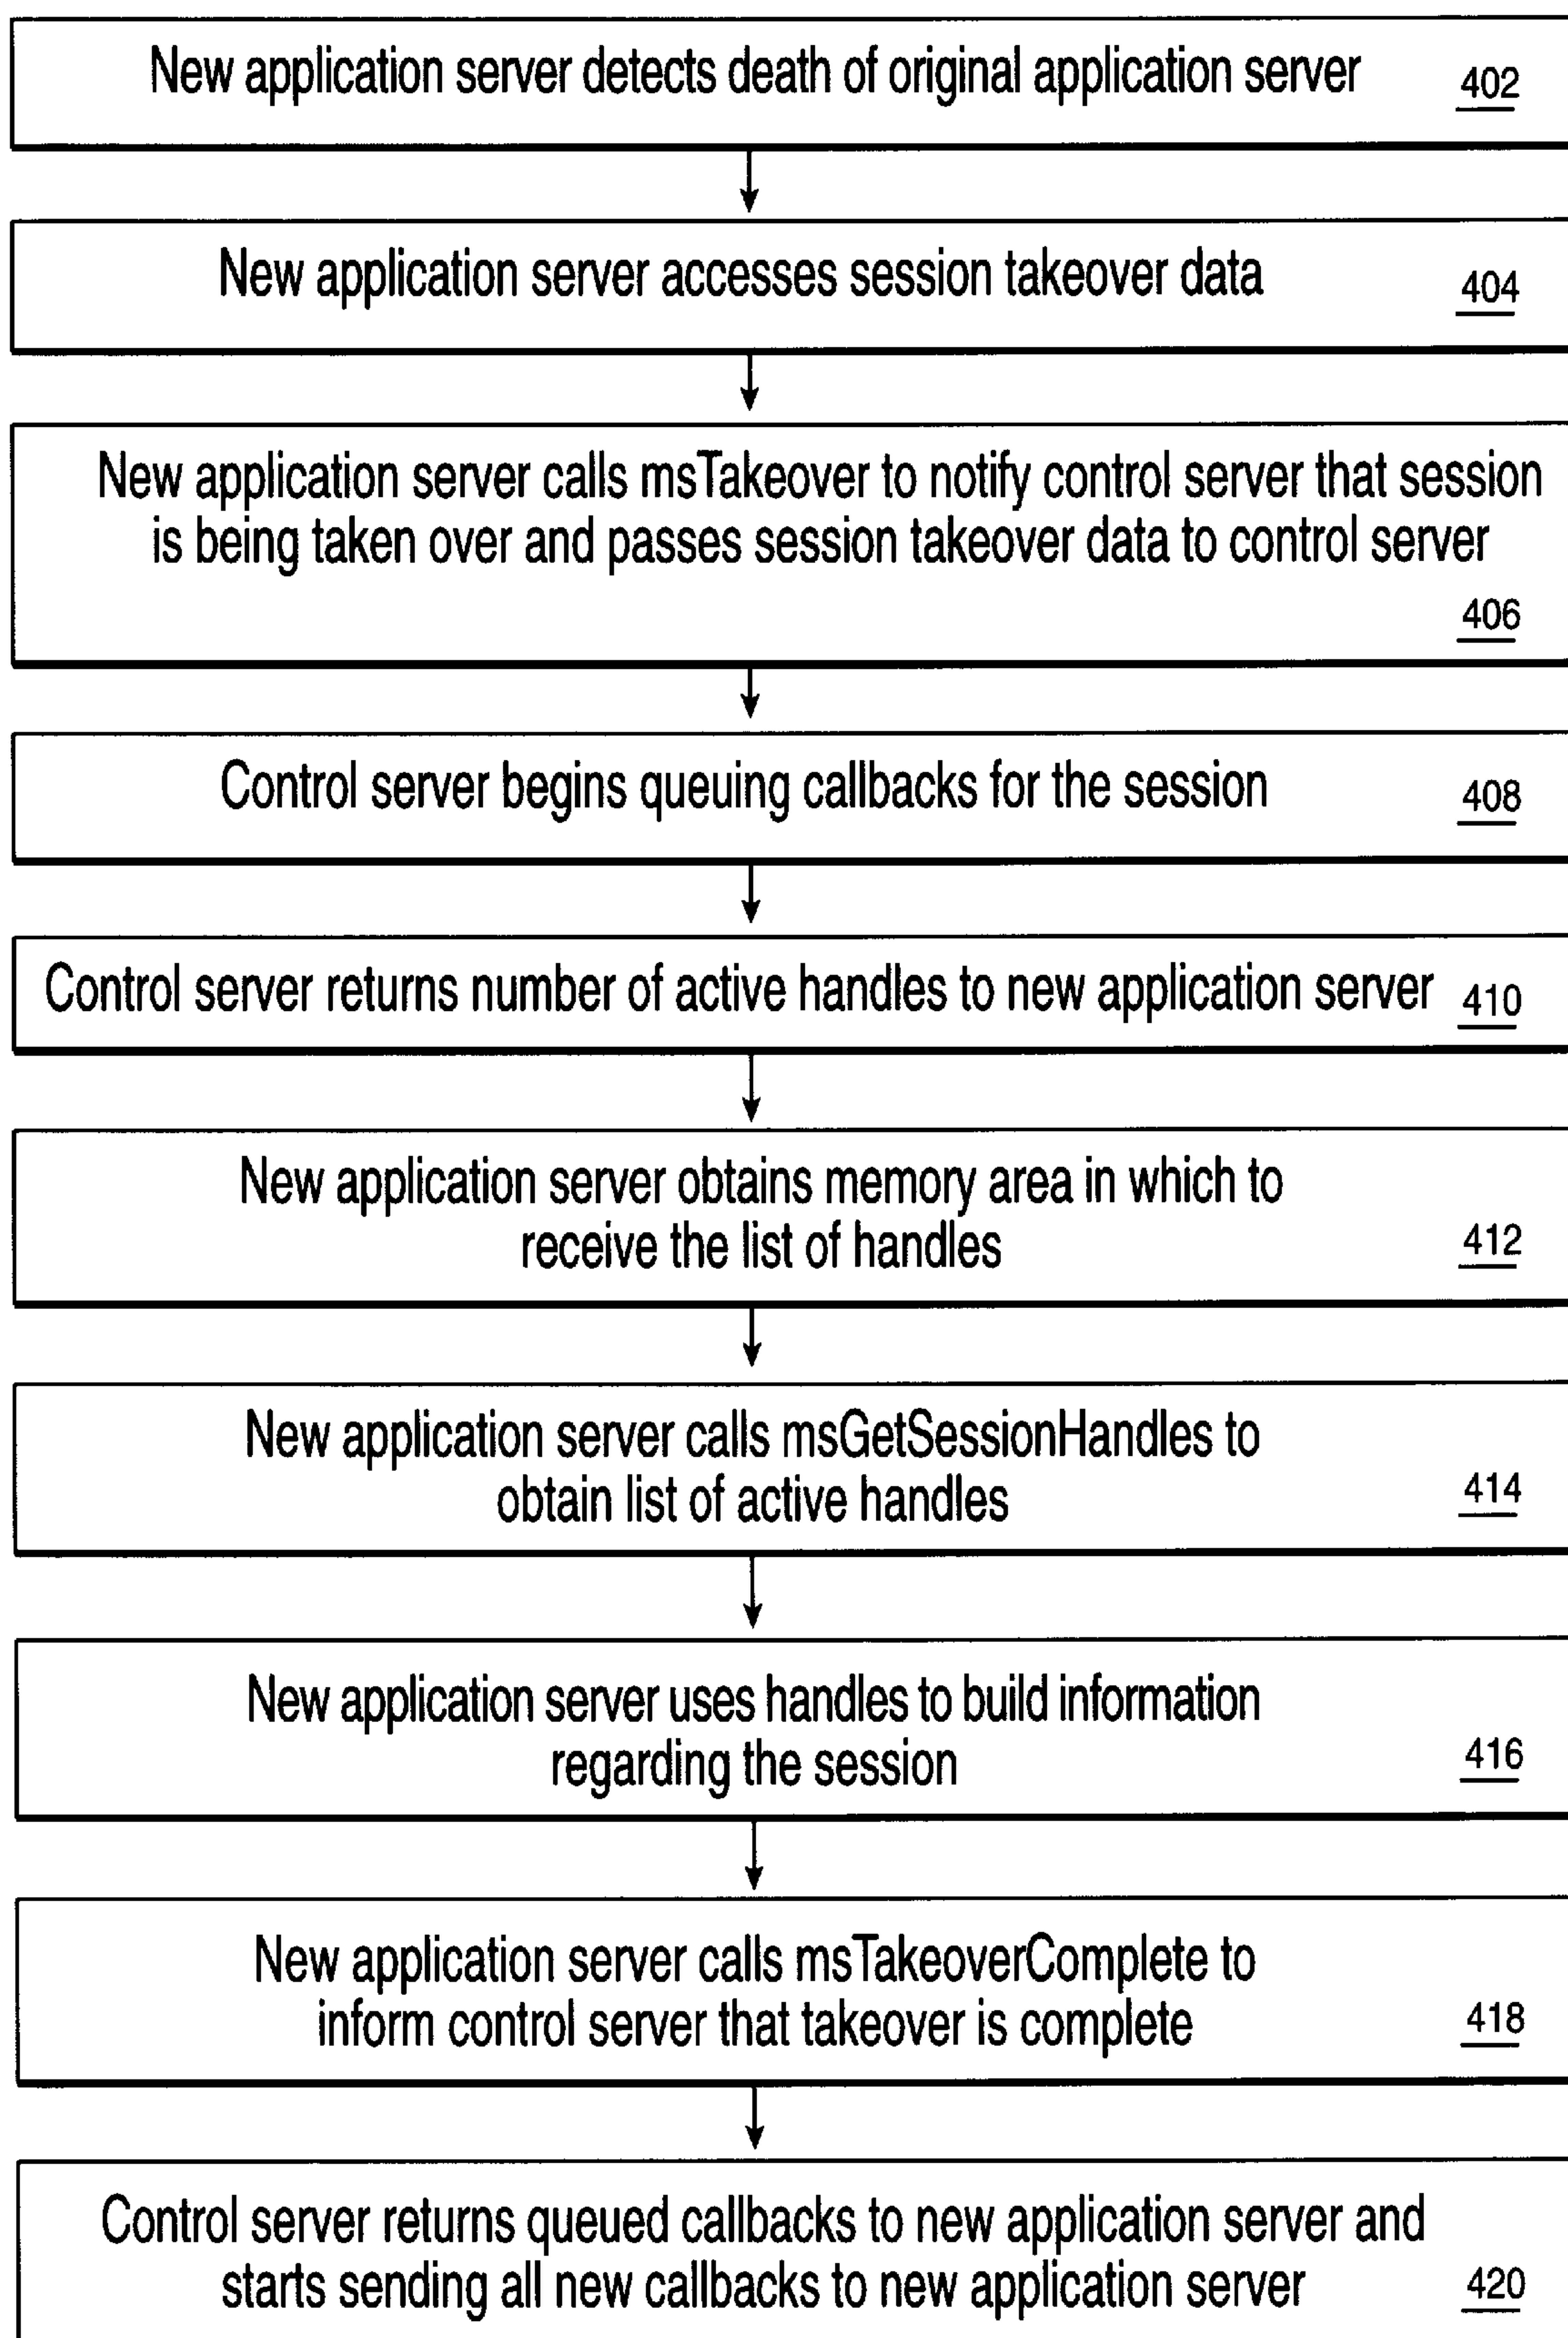 New application server detects death of original application server
402
New application server accesses session takeover data
404
New application server calls msTakeover to notify control server that session
is being taken over and passes session takeover data to control server
406
Control server begins queuing callbacks for the session
408
Control server returns number of active handles to new application server
410
New application server obtains memory area in which to
receive the list of handles
412
New application server calls msGetSessionHandles to
obtain list of active handles
414
New application server uses handles to build information
regarding the session
416
New application server calls msTakeoverComplete to
inform control server that takeover is complete
418
Control server returns queued callbacks to new application server and
starts sending all new callbacks to new application server
420